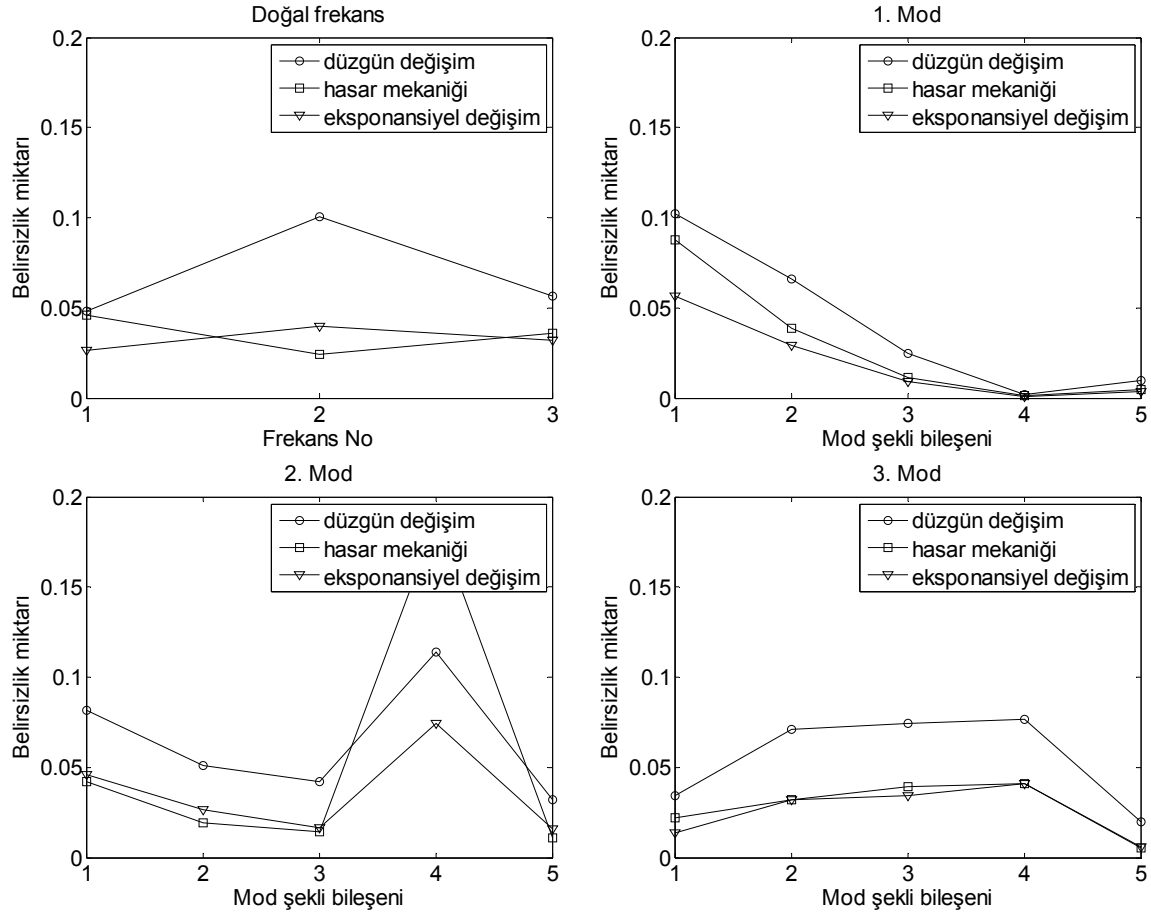 Doğal frekans
0.2
0.15
0.1
0.05
0
Belirsizlik miktarı
düzgün değişim
hasar mekaniği
eksponansiyel değişim
1
2
3
Frekans No
1. Mod
0.2
0.15
0.1
0.05
0
Belirsizlik miktarı
düzgün değişim
hasar mekaniği
eksponansiyel değişim
1
2
3
4
5
Mod şekli bileşeni
2. Mod
0.2
0.15
0.1
0.05
0
Belirsizlik miktarı
düzgün değişim
hasar mekaniği
eksponansiyel değişim
1
2
3
4
5
Mod şekli bileşeni
3. Mod
0.2
0.15
0.1
0.05
0
Belirsizlik miktarı
düzgün değişim
hasar mekaniği
eksponansiyel değişim
1
2
3
4
5
Mod şekli bileşeni